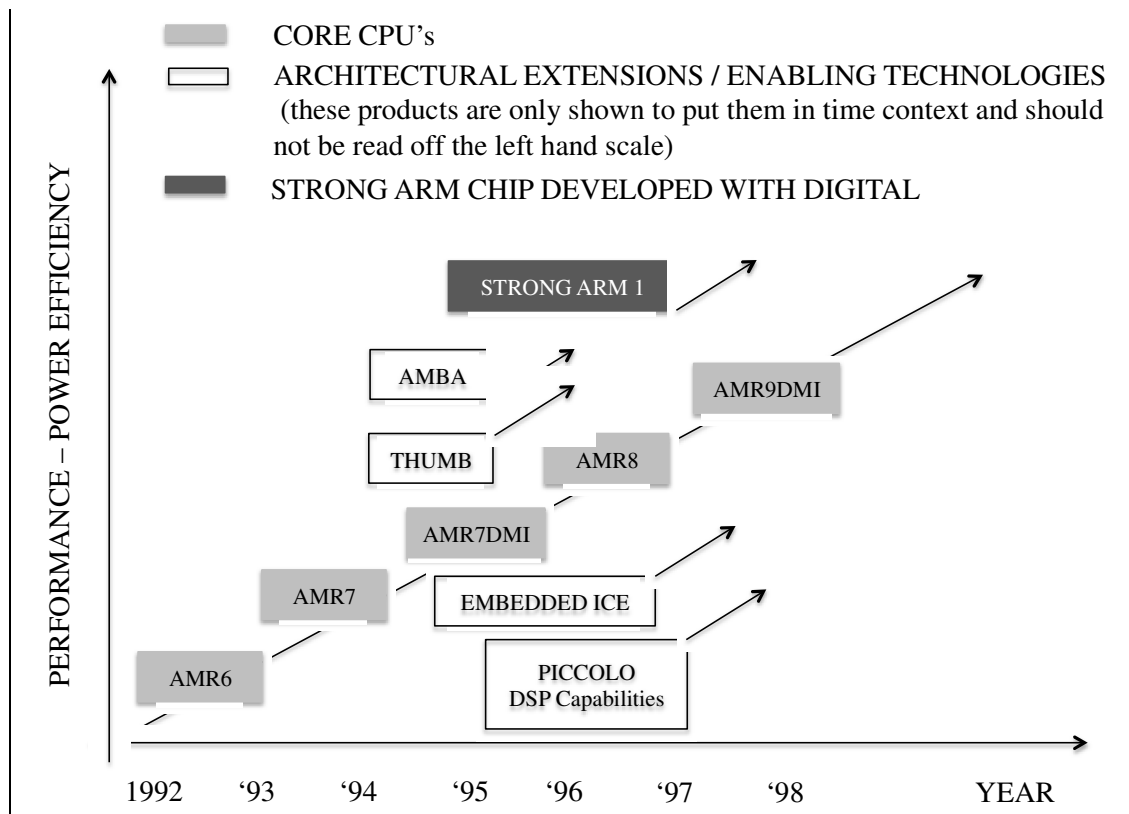 CORE CPU's
ARCHITECTURAL EXTENSIONS / ENABLING TECHNOLOGIES
(these products are only shown to put them in time context and should
not be read off the left hand scale)
STRONG ARM CHIP DEVELOPED WITH DIGITAL
PERFORMANCE – POWER EFFICIENCY
STRONG ARM 1
AMBA
AMR9DMI
THUMB
AMR8
AMR7DMI
AMR7
EMBEDDED ICE
AMR6
PICCOLO
DSP Capabilities
1992 ‘93 ‘94 ‘95 ‘96 ‘97 ‘98 YEAR